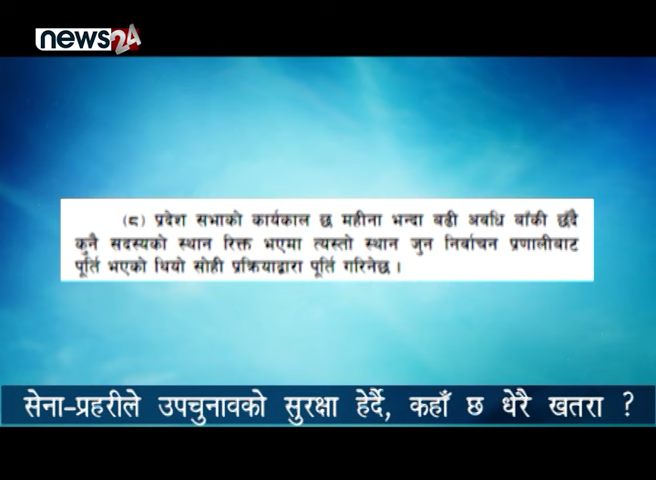 news24
(८) प्रदेश सभाको कार्यकाल छ महीना भन्दा बढी अवधि बाँकी छँदै
कुनै सदस्यको स्थान रिक्त भएमा त्यस्तो स्थान जुन निर्वाचन प्रणालीबाट
पूर्ति भएको थियो सोही प्रक्रियाद्वारा पूर्ति गरिनेछ ।
सेना-प्रहरीले उपचुनावको सुरक्षा हेर्दै, कहाँ छ धेरै खतरा ?